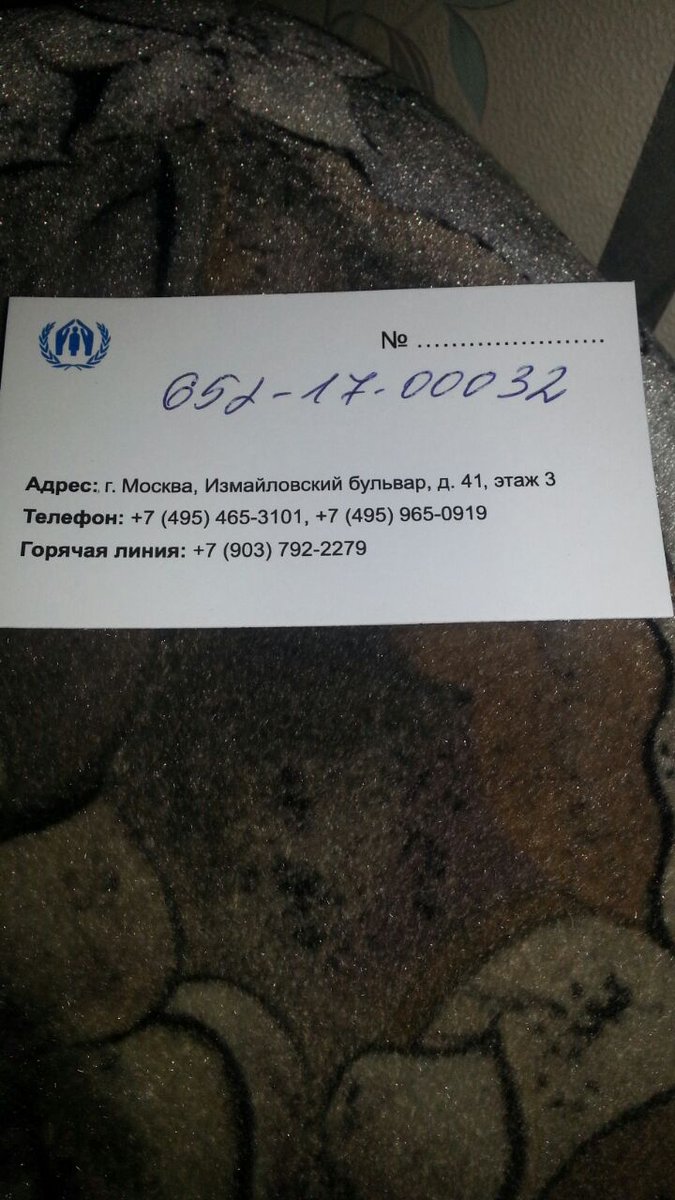 № .......................
652-17-00032
Адрес: г. Москва, Измайловский бульвар, д. 41, этаж 3
Телефон: +7 (495) 465-3101, +7 (495) 965-0919
Горячая линия: +7 (903) 792-2279